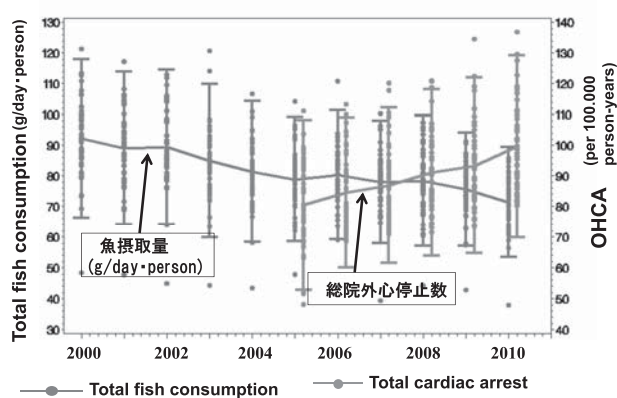 Total fish consumption (g/day·person)
130
120
110
100
90
80
70
60
50
40
30
140
130
120
110
100
90
80
70
60
50
40
OHCA
(per 100.000
person-years)
魚摂取量
(g/day・person)
総院外心停止数
2000 2002 2004 2006 2008 2010
Total fish consumption
Total cardiac arrest